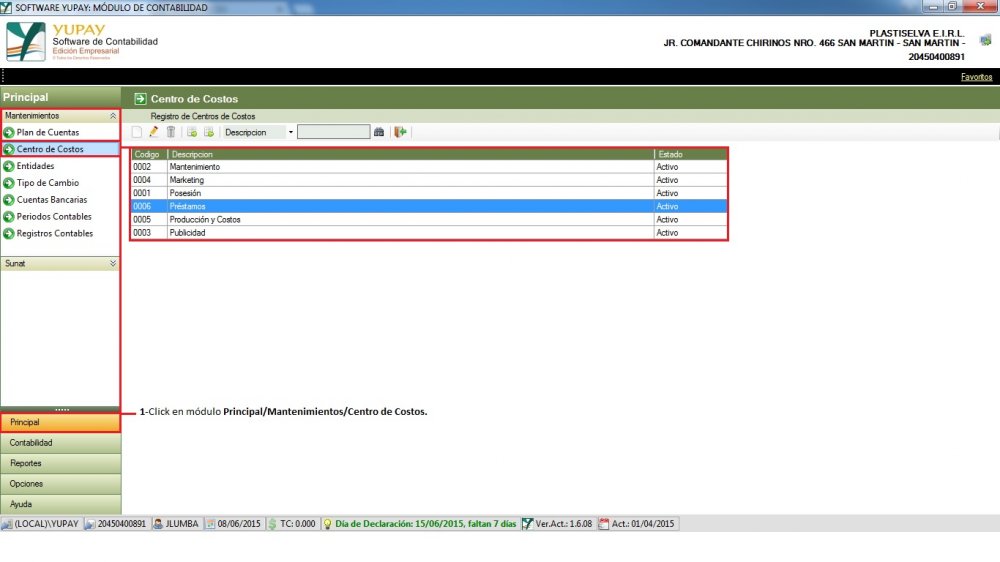 SOFTWARE YUPAY: MÓDULO DE CONTABILIDAD
YUPAY
Software de Contabilidad
Edición Empresarial
© Todos los Derechos Reservados
PLASTISELVA E.I.R.L.
JR. COMANDANTE CHIRINOS NRO. 466 SAN MARTIN - SAN MARTIN -
20450400891
Favoritos
Principal
Centro de Costos
Mantenimientos
Registro de Centros de Costos
Plan de Cuentas
Centro de Costos
Entidades
Tipo de Cambio
Cuentas Bancarias
Periodos Contables
Registros Contables
Sunat
Descripcion
Codigo Descripcion Estado
0002 Mantenimiento Activo
0004 Marketing Activo
0001 Posesión Activo
0006 Préstamos Activo
0005 Producción y Costos Activo
0003 Publicidad Activo
1-Click en módulo Principal/Mantenimientos/Centro de Costos.
Principal
Contabilidad
Reportes
Opciones
Ayuda
(LOCAL)\YUPAY 20450400891 JLUMBA 08/06/2015 TC: 0.000 Día de Declaración: 15/06/2015, faltan 7 días Ver.Act.: 1.6.08 Act.: 01/04/2015